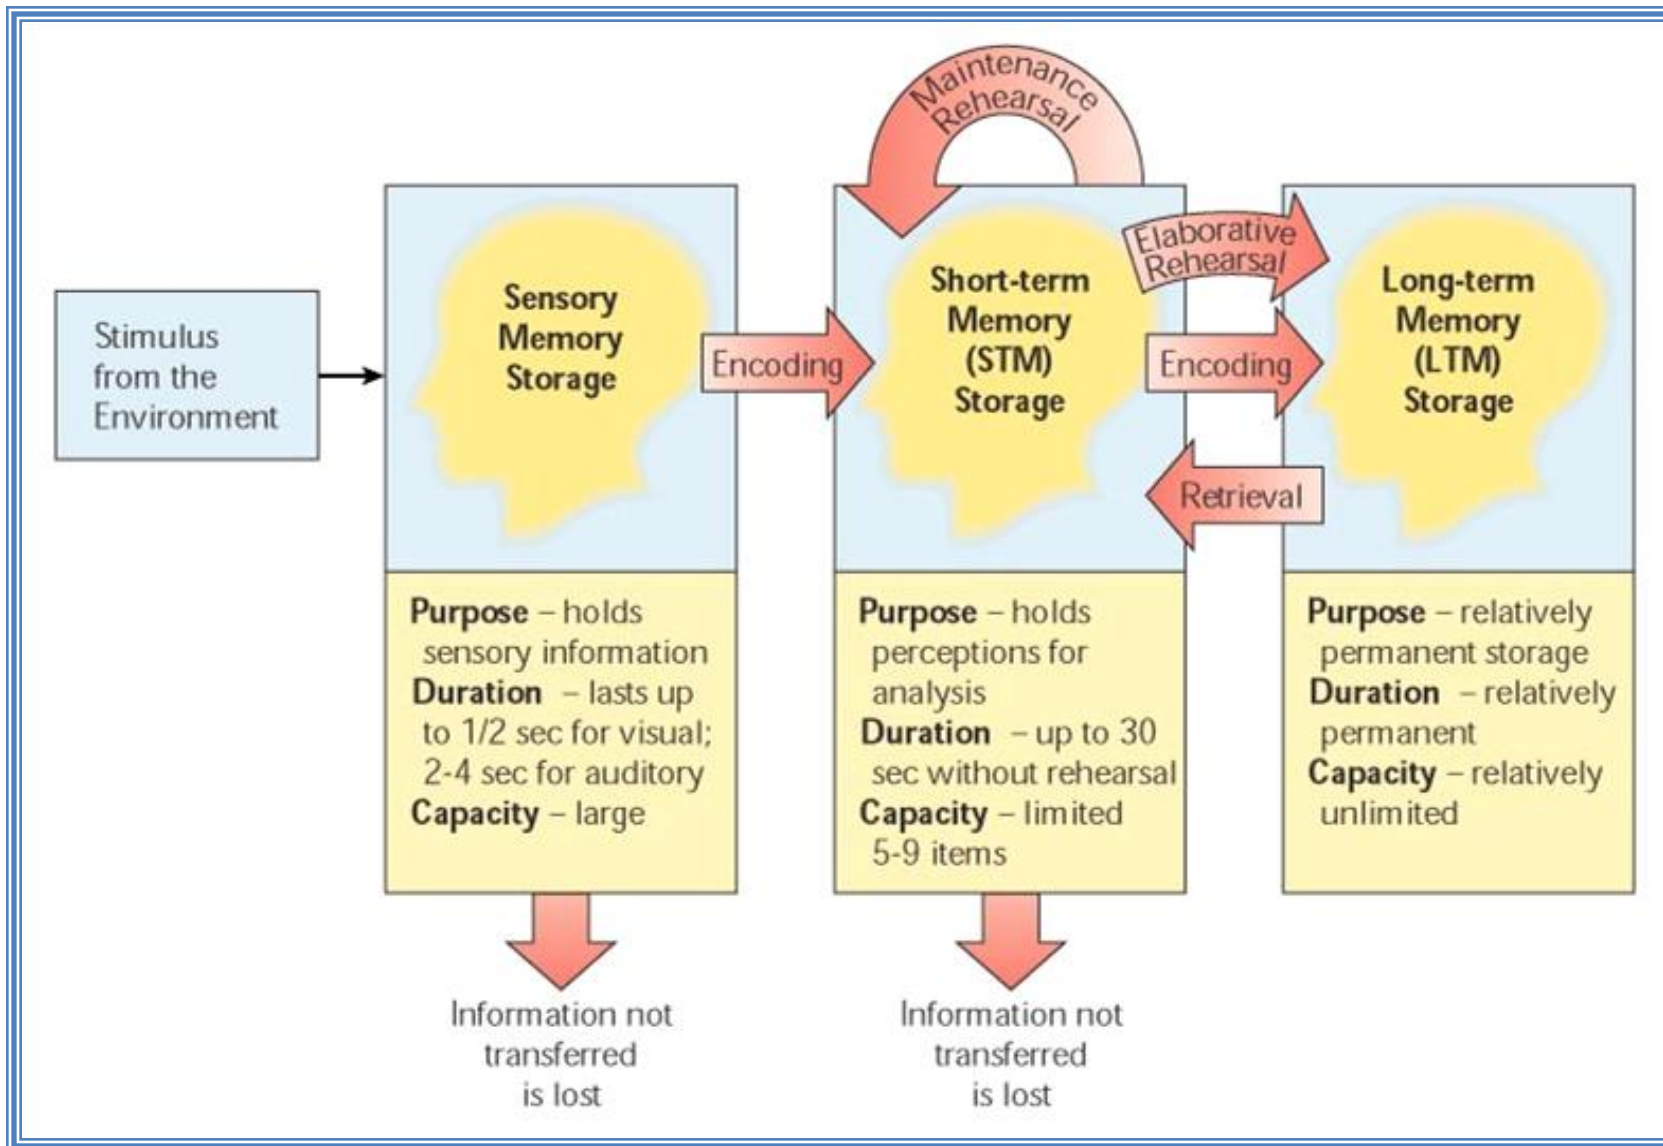 Maintenance
Rehearsal
Stimulus
from the
Environment
Sensory
Memory
Storage
Encoding
Short-term
Memory
(STM)
Storage
Elaborative
Rehearsal
Encoding
Retrieval
Long-term
Memory
(LTM)
Storage
Purpose – holds
sensory information
Duration – lasts up
to 1/2 sec for visual;
2-4 sec for auditory
Capacity – large
Purpose – holds
perceptions for
analysis
Duration – up to 30
sec without rehearsal
Capacity – limited
5-9 items
Purpose – relatively
permanent storage
Duration – relatively
permanent
Capacity – relatively
unlimited
Information not
transferred
is lost
Information not
transferred
is lost